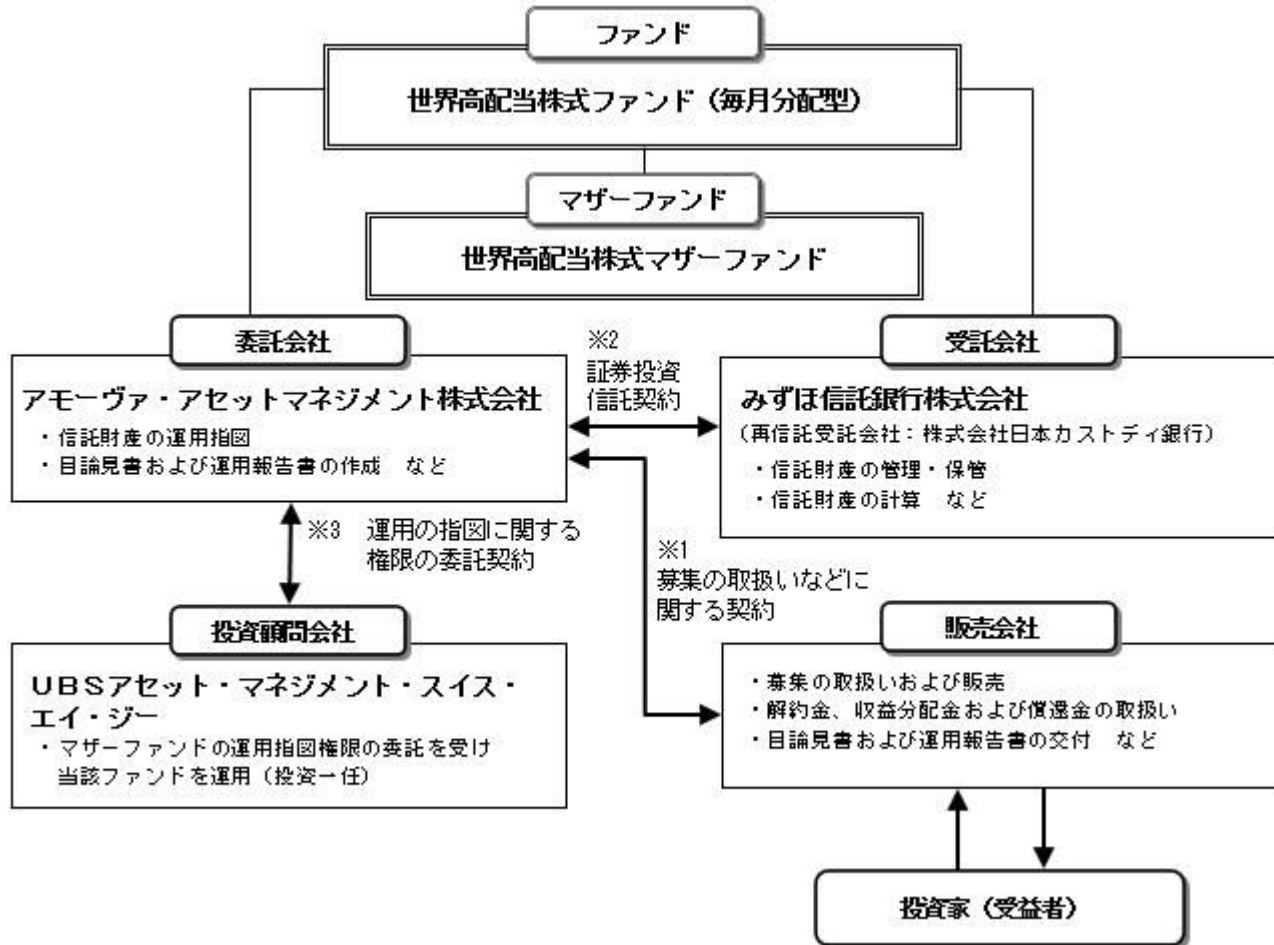 ファンド
世界高配当株式ファンド（毎月分配型）
マザーファンド
世界高配当株式マザーファンド
委託会社
アモーヴァ・アセットマネジメント株式会社
・信託財産の運用指図
・目論見書および運用報告書の作成　など
※2
証券投資
信託契約
受託会社
みずほ信託銀行株式会社
（再信託受託会社：株式会社日本カストディ銀行）
・信託財産の管理・保管
・信託財産の計算　など
※3　運用の指図に関する
権限の委託契約
※1
募集の取扱いなどに
関する契約
投資顧問会社
ＵＢＳアセット・マネジメント・スイス・
エイ・ジー
・マザーファンドの運用指図権限の委託を受け
当該ファンドを運用（投資一任）
販売会社
・募集の取扱いおよび販売
・解約金、収益分配金および償還金の取扱い
・目論見書および運用報告書の交付　など
投資家（受益者）